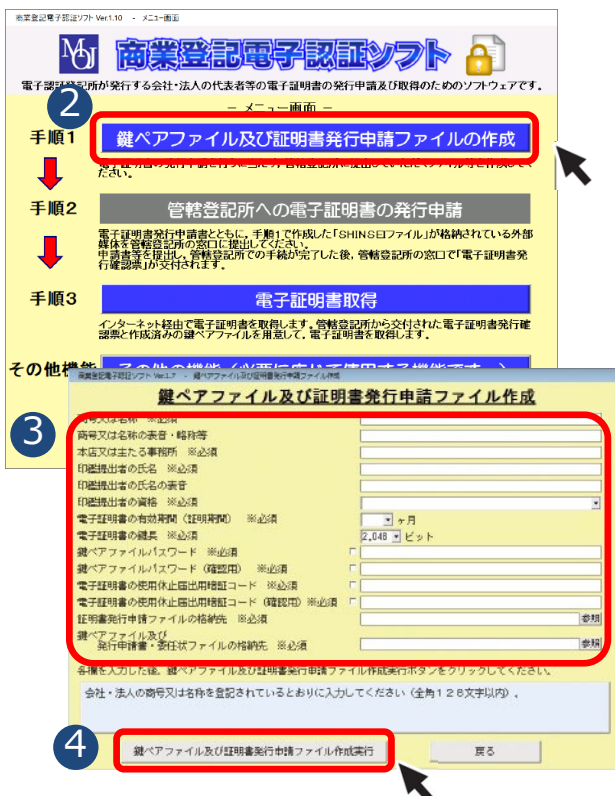 商業登記電子認証ソフト Ver.1.10 - メニュー画面
MOJ 商業登記電子認証ソフト
電子認証登記所が発行する会社・法人の代表者等の電子証明書の発行申請及び取得のためのソフトウェアです。
2
－ メニュー画面 －
手順1 鍵ペアファイル及び証明書発行申請ファイルの作成
ださい。
手順2 管轄登記所への電子証明書の発行申請
電子証明書発行申請書とともに，手順1で作成した「SHINSEIファイル」が格納されている外部
媒体を管轄登記所の窓口に提出してください。
申請書等を提出し，管轄登記所での手続が完了した後，管轄登記所の窓口で「電子証明書発
行確認票」が交付されます。
手順3 電子証明書取得
インターネット経由で電子証明書を取得します。管轄登記所から交付された電子証明書発行確
認票と作成済みの鍵ペアファイルを用意して，電子証明書を取得します。
その他機能 その他の機能（必要に応じて使用する機能です。）
商業登記電子認証ソフト Ver.1.7 - 鍵ペアファイル及び証明書発行申請ファイル作成
鍵ペアファイル及び証明書発行申請ファイル作成
3
商号又は名称 ※必須
商号又は名称の表音・略称等
本店又は主たる事務所 ※必須
印鑑提出者の氏名 ※必須
印鑑提出者の氏名の表音
印鑑提出者の資格 ※必須
電子証明書の有効期間（証明期間） ※必須 ヶ月
電子証明書の鍵長 ※必須 2,048 ビット
鍵ペアファイルパスワード ※必須
鍵ペアファイルパスワード（確認用） ※必須
電子証明書の使用休止届出用暗証コード ※必須
電子証明書の使用休止届出用暗証コード（確認用）※必須
証明書発行申請ファイルの格納先 ※必須 参照
鍵ペアファイル及び
発行申請書・委任状ファイルの格納先 ※必須 参照
各欄を入力した後，鍵ペアファイル及び証明書発行申請ファイル作成実行ボタンをクリックしてください。
会社・法人の商号又は名称を登記されているとおりに入力してください（全角１２８文字以内）。
4
鍵ペアファイル及び証明書発行申請ファイル作成実行 戻る